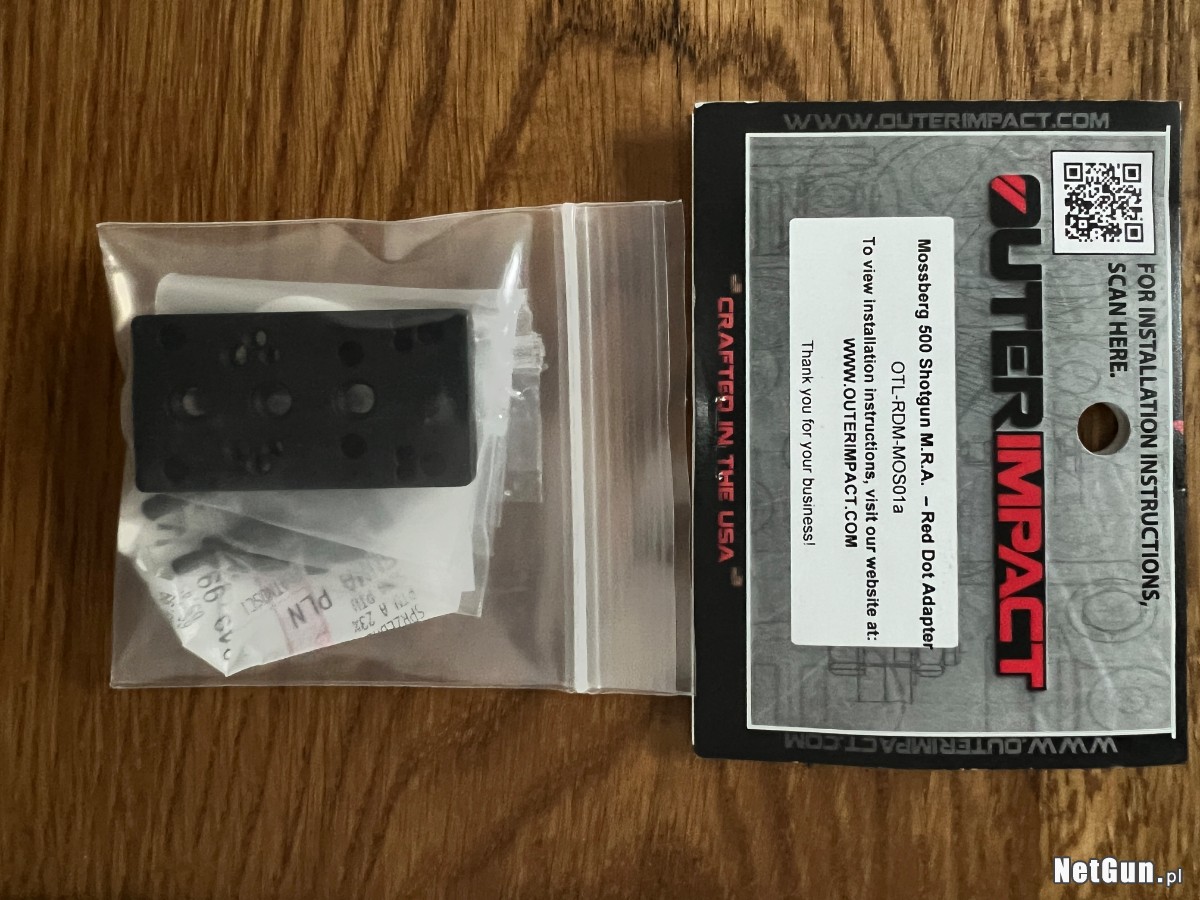 WWW.OUTERIMPACT.COM
FOR INSTALLATION INSTRUCTIONS,
SCAN HERE.
OUTERIMPACT
Mossberg 500 Shotgun M.R.A. – Red Dot Adapter
OTL-RDM-MOS01a
To view installation instructions, visit our website at:
WWW.OUTERIMPACT.COM
Thank you for your business!
CRAFTED IN THE USA
WWW.OUTERIMPACT.COM
PLN
A 23%
NetGun.pl